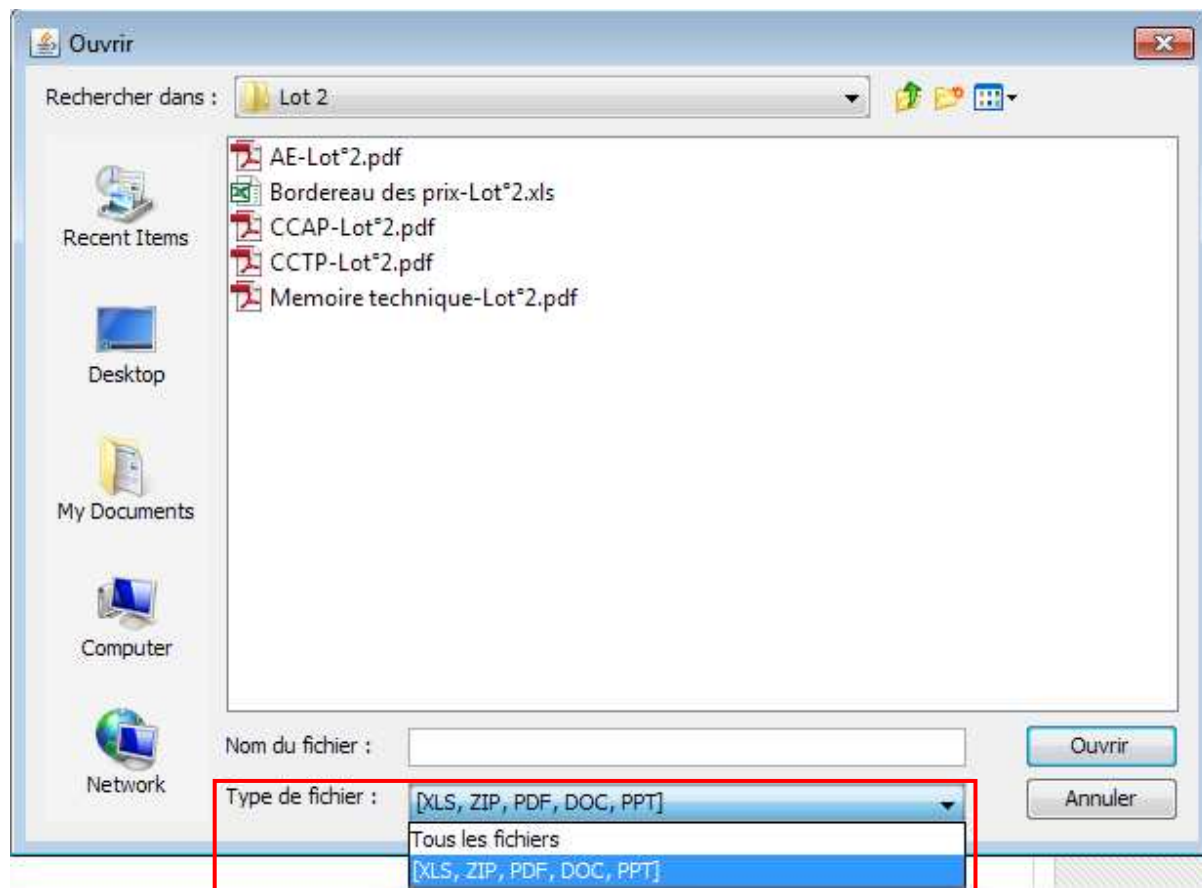 Ouvrir
Rechercher dans :
Lot 2
AE-Lot°2.pdf
Bordereau des prix-Lot°2.xls
CCAP-Lot°2.pdf
CCTP-Lot°2.pdf
Memoire technique-Lot°2.pdf
Recent Items
Desktop
My Documents
Computer
Network
Nom du fichier :
Ouvrir
Type de fichier :
[XLS, ZIP, PDF, DOC, PPT]
Annuler
Tous les fichiers
[XLS, ZIP, PDF, DOC, PPT]